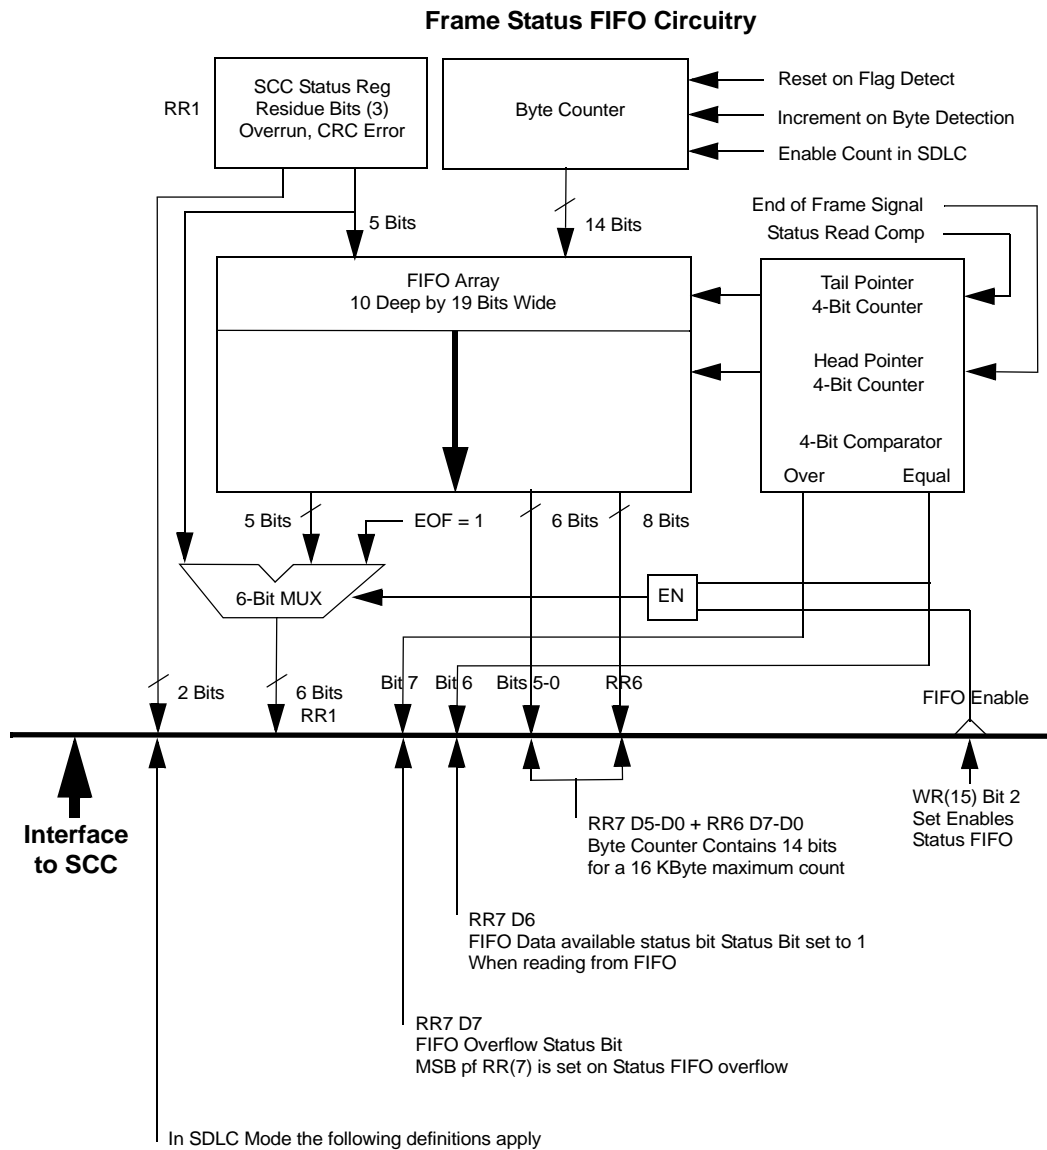 Frame Status FIFO Circuitry
RR1
SCC Status Reg
Residue Bits (3)
Overrun, CRC Error
Byte Counter
Reset on Flag Detect
Increment on Byte Detection
Enable Count in SDLC
5 Bits
14 Bits
End of Frame Signal
Status Read Comp
FIFO Array
10 Deep by 19 Bits Wide
Tail Pointer
4-Bit Counter
Head Pointer
4-Bit Counter
4-Bit Comparator
Over
Equal
5 Bits
EOF = 1
6 Bits
8 Bits
6-Bit MUX
EN
2 Bits
6 Bits
RR1
Bit 7
Bit 6
Bits 5-0
RR6
FIFO Enable
Interface
to SCC
WR(15) Bit 2
Set Enables
Status FIFO
RR7 D5-D0 + RR6 D7-D0
Byte Counter Contains 14 bits
for a 16 KByte maximum count
RR7 D6
FIFO Data available status bit Status Bit set to 1
When reading from FIFO
RR7 D7
FIFO Overflow Status Bit
MSB pf RR(7) is set on Status FIFO overflow
In SDLC Mode the following definitions apply